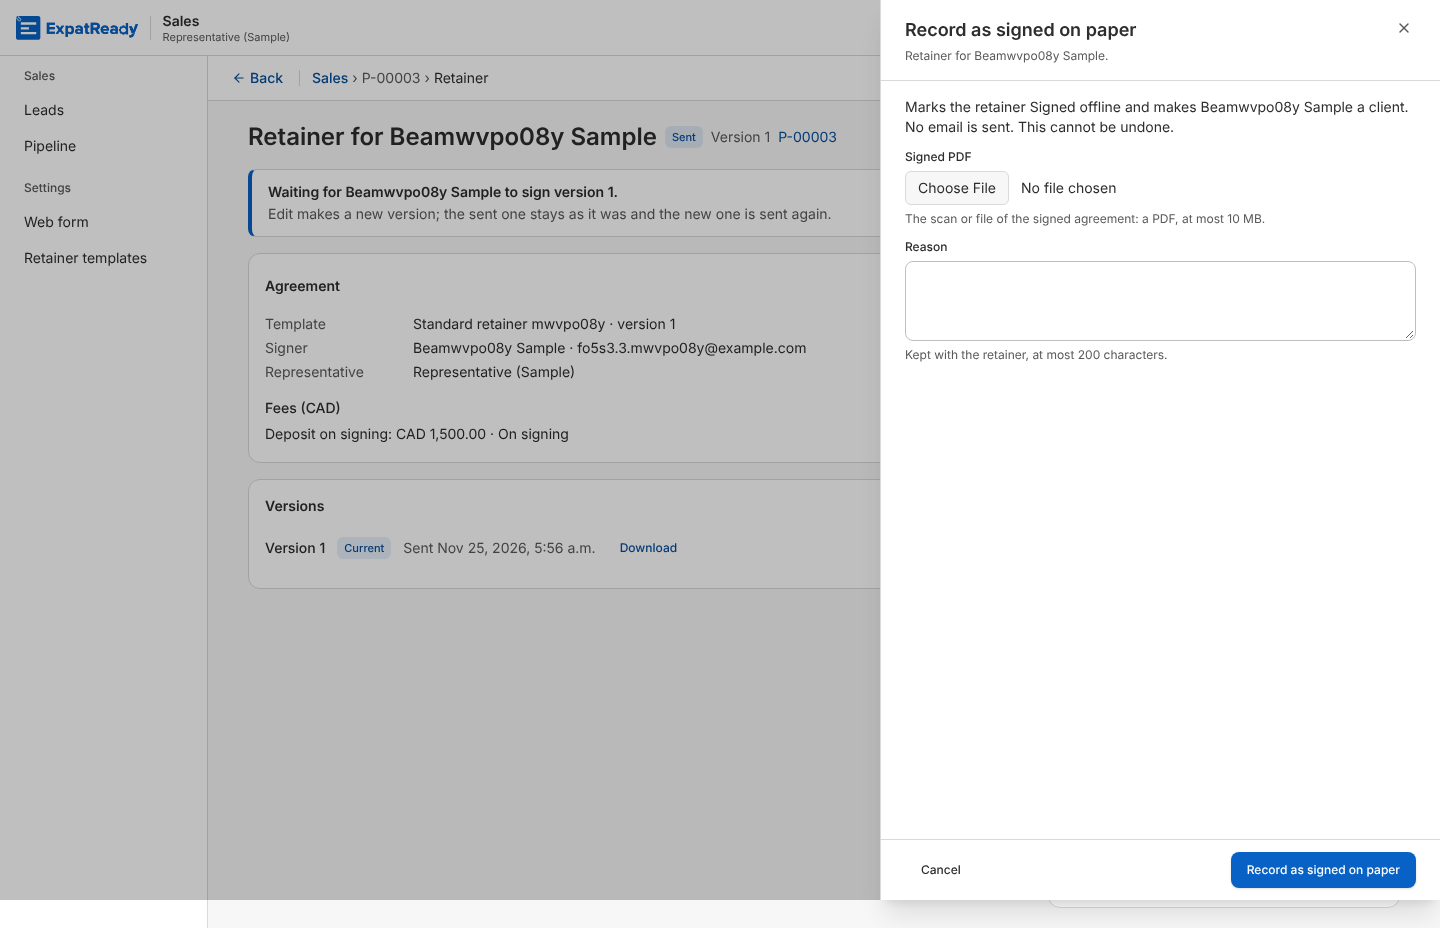 ExpatReady
Sales
Representative (Sample)
Sales
Leads
Pipeline
Settings
Web form
Retainer templates
← Back
Sales › P-00003 › Retainer
Retainer for Beamwvpo08y Sample Sent Version 1 P-00003
Waiting for Beamwvpo08y Sample to sign version 1.
Edit makes a new version; the sent one stays as it was and the new one is sent again.
Agreement
Template Standard retainer mwvpo08y · version 1
Signer Beamwvpo08y Sample · fo5s3.3.mwvpo08y@example.com
Representative Representative (Sample)
Fees (CAD)
Deposit on signing: CAD 1,500.00 · On signing
Versions
Version 1 Current Sent Nov 25, 2026, 5:56 a.m. Download
Record as signed on paper
Retainer for Beamwvpo08y Sample.
Marks the retainer Signed offline and makes Beamwvpo08y Sample a client.
No email is sent. This cannot be undone.
Signed PDF
Choose File No file chosen
The scan or file of the signed agreement: a PDF, at most 10 MB.
Reason
Kept with the retainer, at most 200 characters.
Cancel
Record as signed on paper